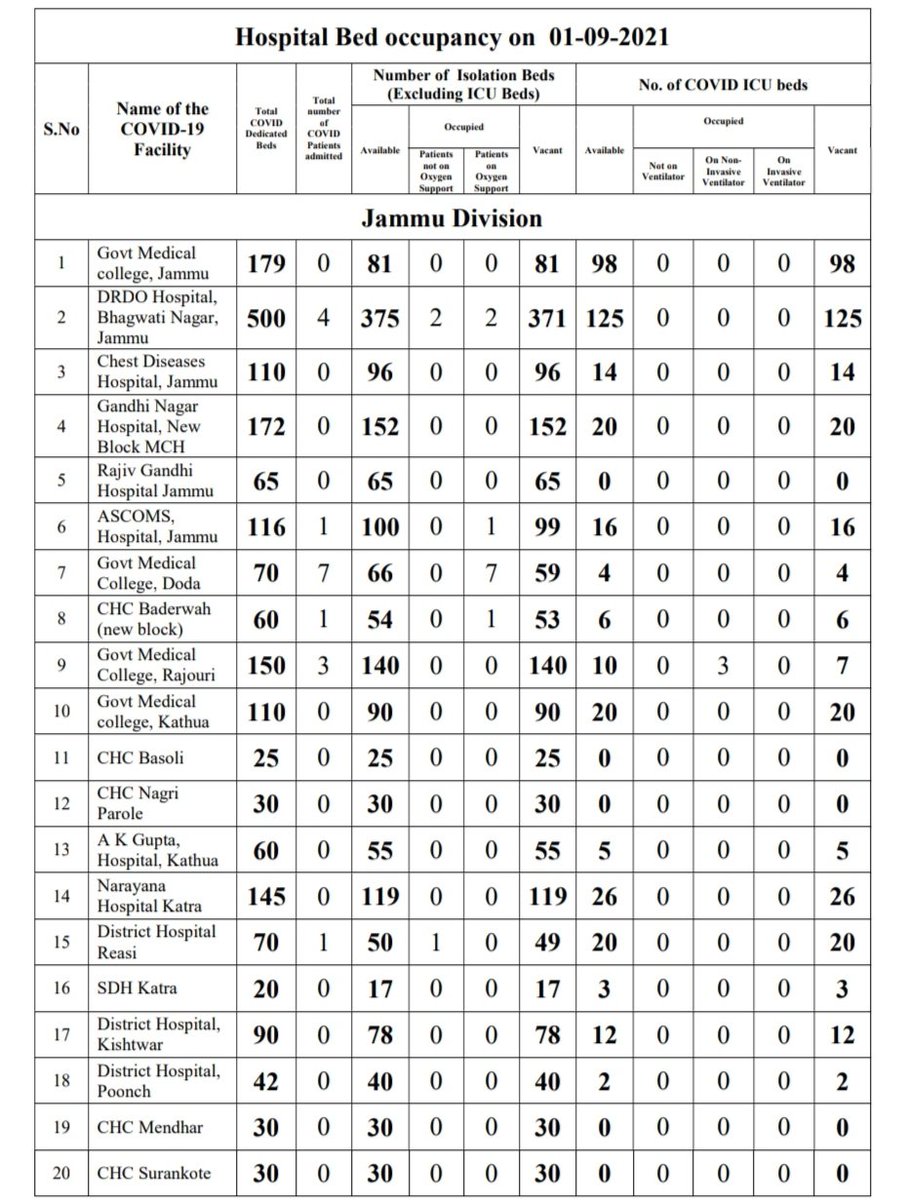 Hospital Bed occupancy on 01-09-2021
S.No
Name of the
COVID-19
Facility
Total
COVID
Dedicated
Beds
Total
number
of
COVID
Patients
admitted
Number of Isolation Beds
(Excluding ICU Beds)
Available
Occupied
Patients
not on
Oxygen
Support
Patients
on
Oxygen
Support
Vacant
No. of COVID ICU beds
Available
Occupied
Not on
Ventilator
On Non-
Invasive
Ventilator
On
Invasive
Ventilator
Vacant
Jammu Division
1 Govt Medical
college, Jammu 179 0 81 0 0 81 98 0 0 0 98
DRDO Hospital,
2 Bhagwati Nagar, 500 4 375 2 2 371 125 0 0 0 125
Jammu
3 Chest Diseases
Hospital, Jammu 110 0 96 0 0 96 14 0 0 0 14
Gandhi Nagar
4 Hospital, New 172 0 152 0 0 152 20 0 0 0 20
Block MCH
5 Rajiv Gandhi
Hospital Jammu 65 0 65 0 0 65 0 0 0 0 0
6 ASCOMS,
Hospital, Jammu 116 1 100 0 1 99 16 0 0 0 16
7 Govt Medical
College, Doda 70 7 66 0 7 59 4 0 0 0 4
8 CHC Baderwah
(new block) 60 1 54 0 1 53 6 0 0 0 6
9 Govt Medical
College, Rajouri 150 3 140 0 0 140 10 0 3 0 7
10 Govt Medical
college, Kathua 110 0 90 0 0 90 20 0 0 0 20
11 CHC Basoli 25 0 25 0 0 25 0 0 0 0 0
12 CHC Nagri
Parole 30 0 30 0 0 30 0 0 0 0 0
13 A K Gupta,
Hospital, Kathua 60 0 55 0 0 55 5 0 0 0 5
14 Narayana
Hospital Katra 145 0 119 0 0 119 26 0 0 0 26
15 District Hospital
Reasi 70 1 50 1 0 49 20 0 0 0 20
16 SDH Katra 20 0 17 0 0 17 3 0 0 0 3
17 District Hospital,
Kishtwar 90 0 78 0 0 78 12 0 0 0 12
18 District Hospital,
Poonch 42 0 40 0 0 40 2 0 0 0 2
19 CHC Mendhar 30 0 30 0 0 30 0 0 0 0 0
20 CHC Surankote 30 0 30 0 0 30 0 0 0 0 0